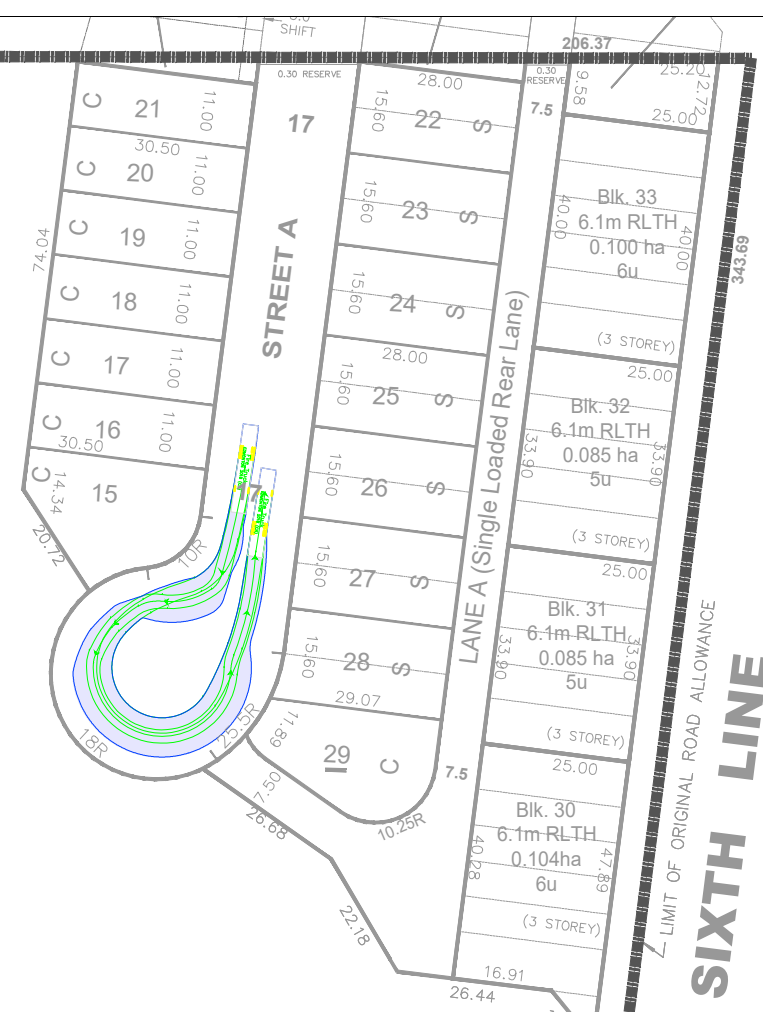 SHIFT
206.37
0.30 RESERVE
0.30
RESERVE
7.5
9.58
25.20
12.72
25.00
C
21
11.00
17
28.00
15.60
22
S
30.50
C
20
11.00
15.60
23
S
Blk. 33
6.1m RLTH
0.100 ha
6u
40.00
40.00
(3 STOREY)
343.69
74.04
C
19
11.00
STREET A
C
18
11.00
15.60
24
S
28.00
C
17
11.00
15.60
25
S
LANE A (Single Loaded Rear Lane)
25.00
Blk. 32
6.1m RLTH
0.085 ha
5u
33.90
33.90
(3 STOREY)
C
16
11.00
30.50
C
14.34
15
20.72
10R
17
15.60
26
S
15.60
27
S
25.00
Blk. 31
6.1m RLTH
0.085 ha
5u
33.90
33.90
(3 STOREY)
15.60
28
S
29.07
18R
25.5R
11.89
29
C
7.5
7.50
26.68
10.25R
25.00
Blk. 30
6.1m RLTH
0.104ha
6u
40.28
47.89
(3 STOREY)
22.18
16.91
26.44
LIMIT OF ORIGINAL ROAD ALLOWANCE
SIXTH LINE